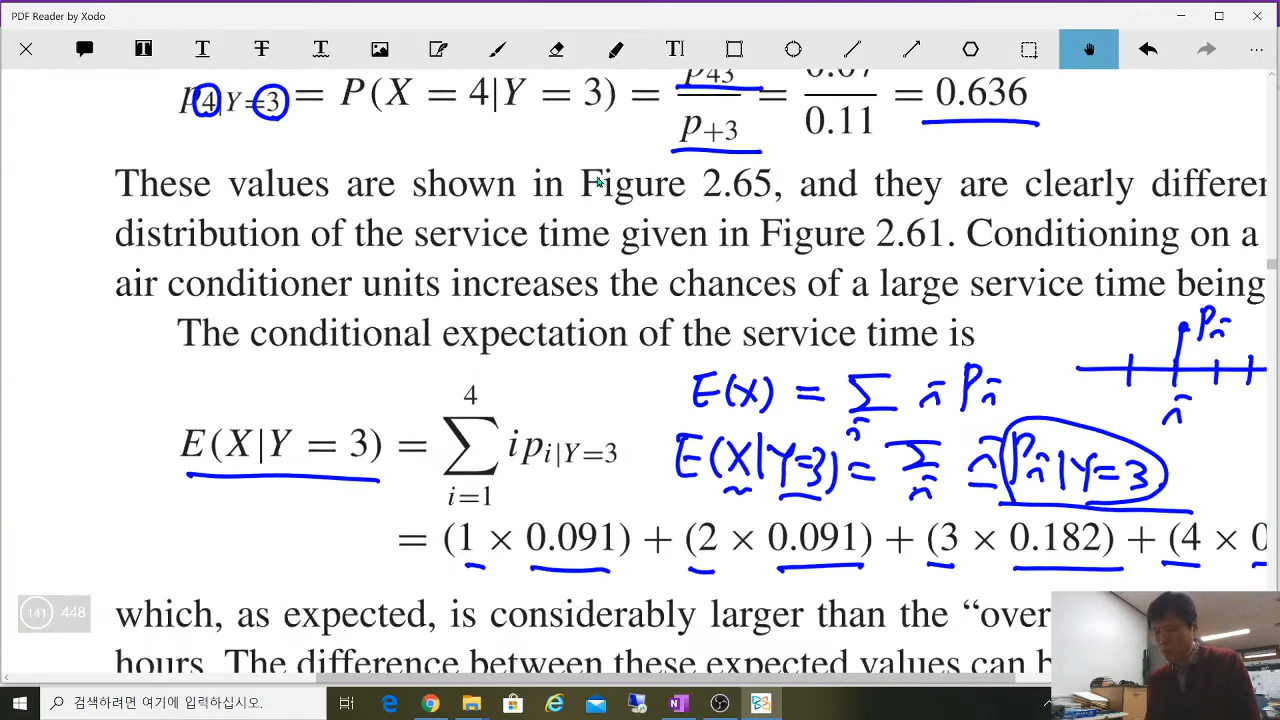 PDF Reader by Xodo
p4|Y=3 = P(X = 4|Y = 3) = p43 / p+3 = 0.07 / 0.11 = 0.636
These values are shown in Figure 2.65, and they are clearly differen
distribution of the service time given in Figure 2.61. Conditioning on a
air conditioner units increases the chances of a large service time being
The conditional expectation of the service time is
Pi
i
E(X) = Σ i Pi
i
E(X|Y = 3) = 4 ∑ i=1 ipi|Y=3
E(X|Y=3) = Σ i Pi|Y=3
i
= (1 × 0.091) + (2 × 0.091) + (3 × 0.182) + (4 × 0
141 448
which, as expected, is considerably larger than the “over
hours. The difference between these expected values can b
검색하려면 여기에 입력하십시오.